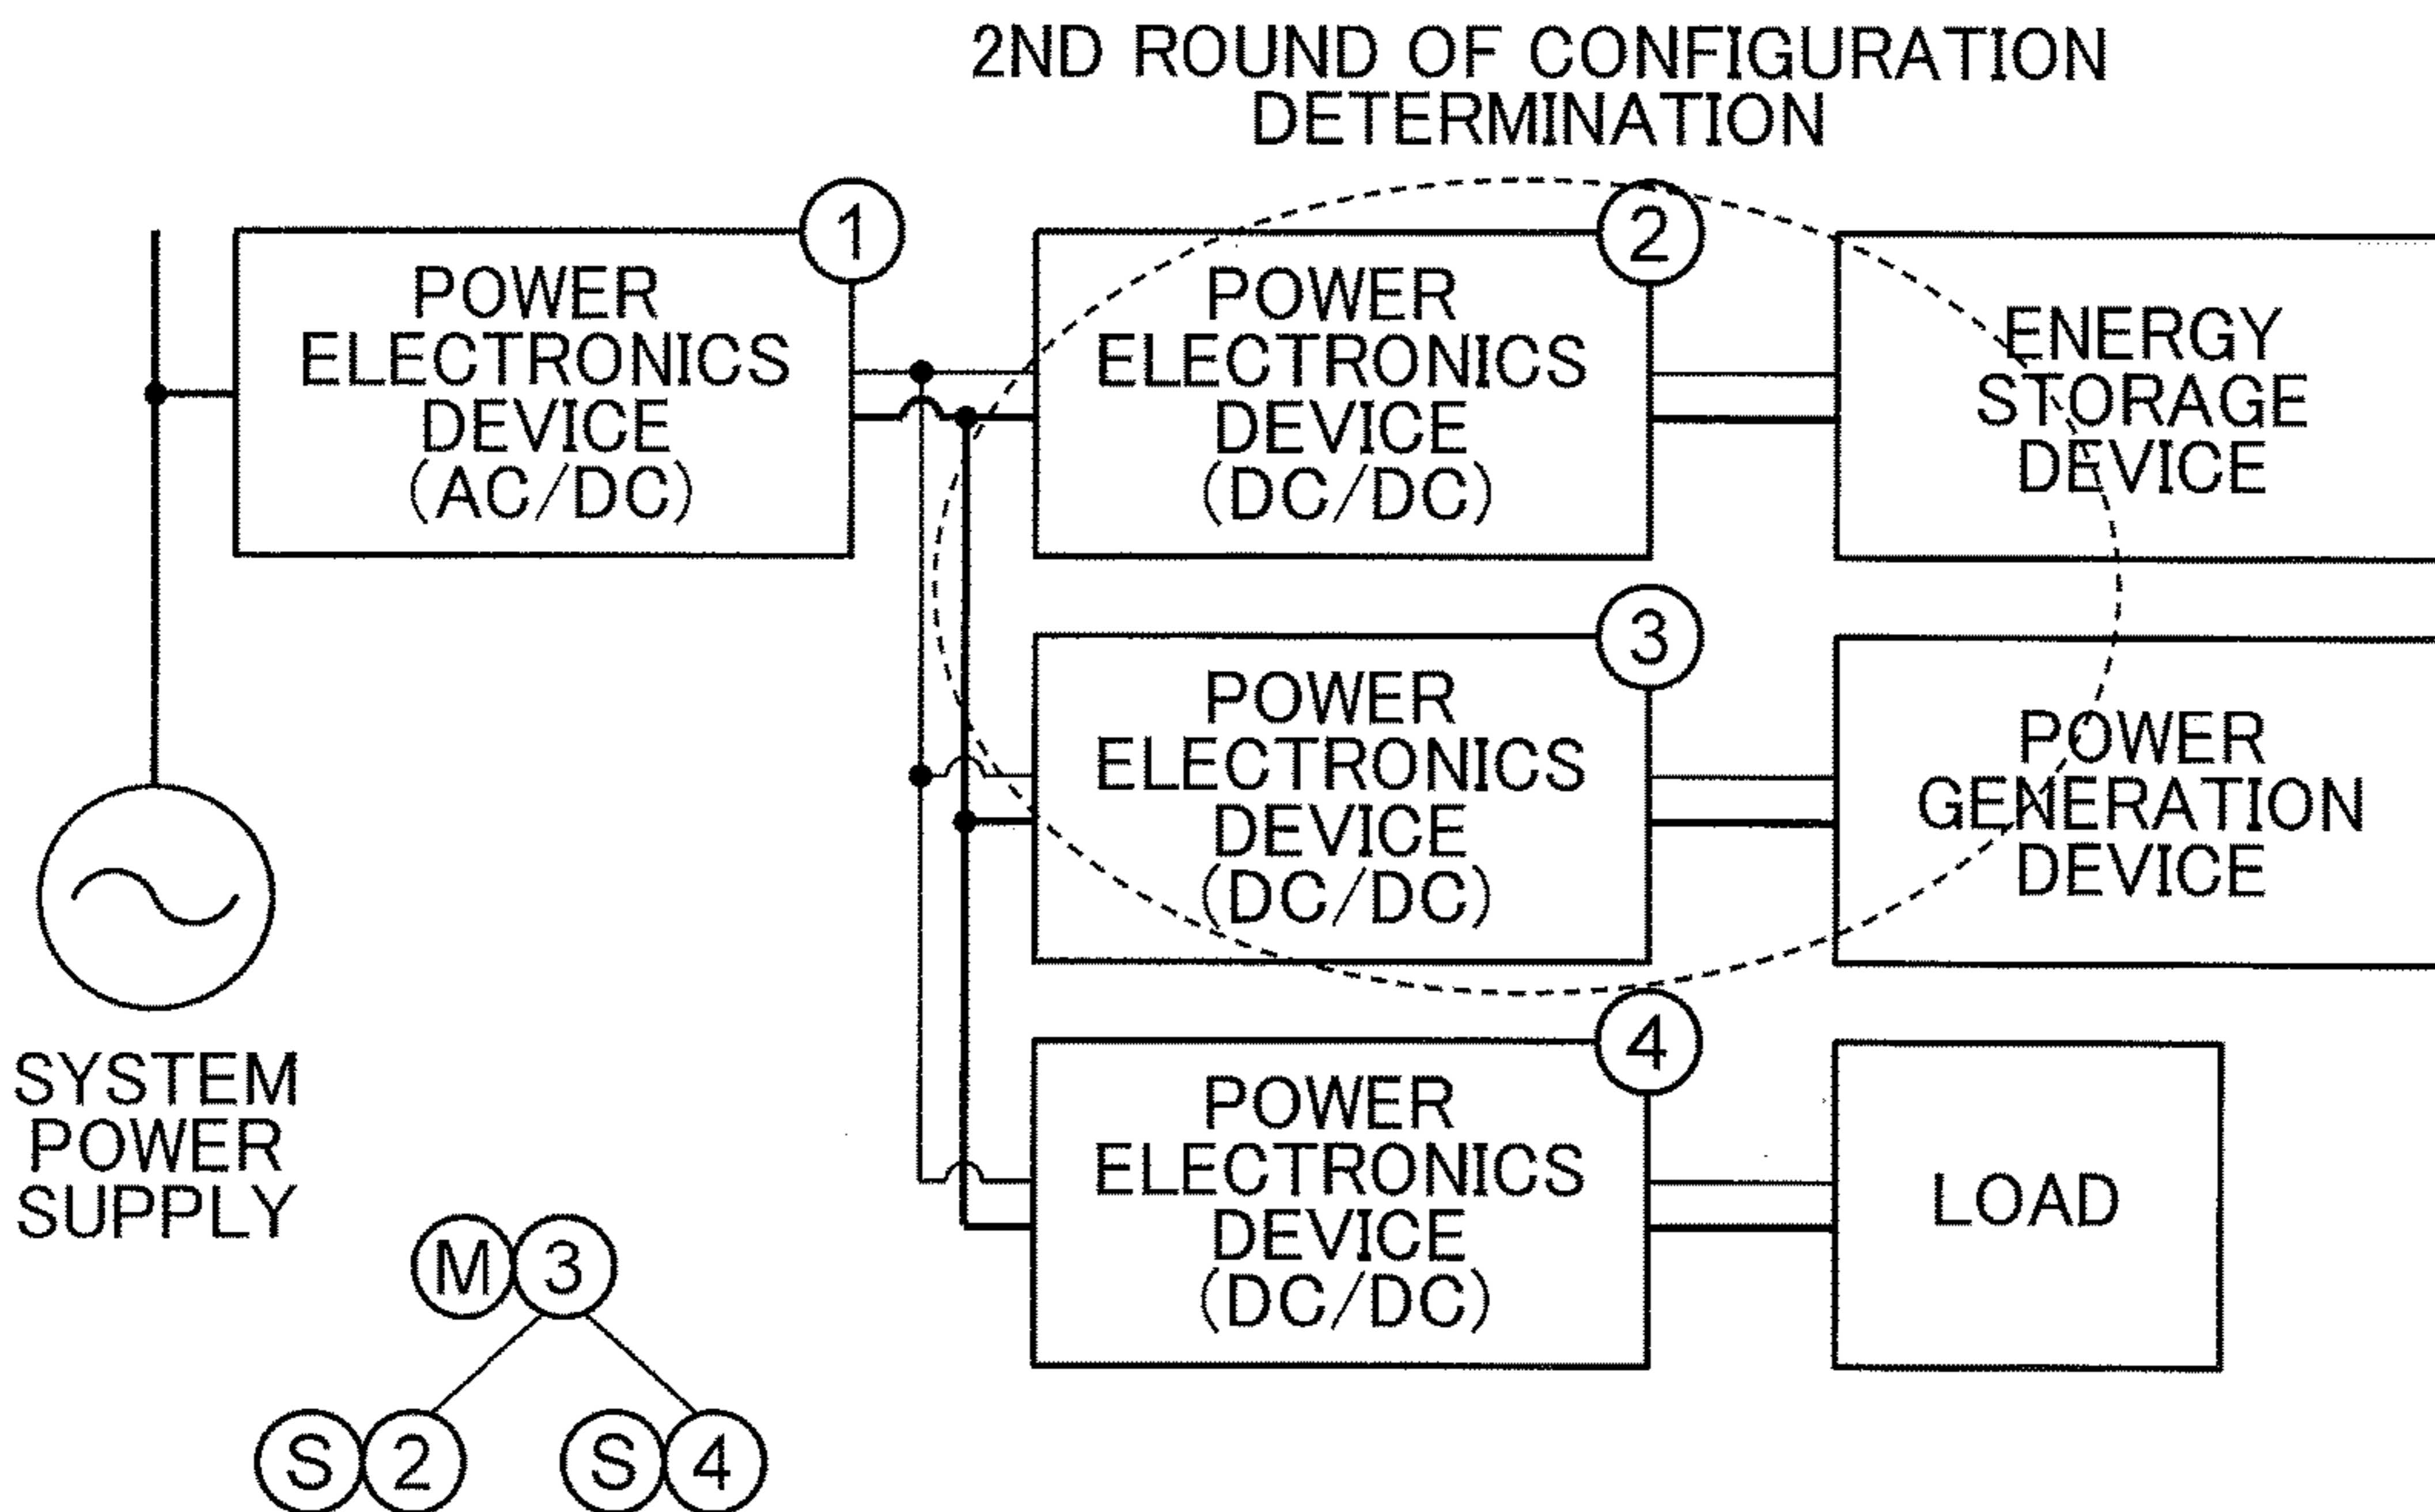 2ND ROUND OF CONFIGURATION
DETERMINATION
1
POWER
ELECTRONICS
DEVICE
(AC/DC)
2
POWER
ELECTRONICS
DEVICE
(DC/DC)
ENERGY
STORAGE
DEVICE
3
POWER
ELECTRONICS
DEVICE
(DC/DC)
POWER
GENERATION
DEVICE
4
POWER
ELECTRONICS
DEVICE
(DC/DC)
LOAD
SYSTEM
POWER
SUPPLY
M 3
S 2 S 4